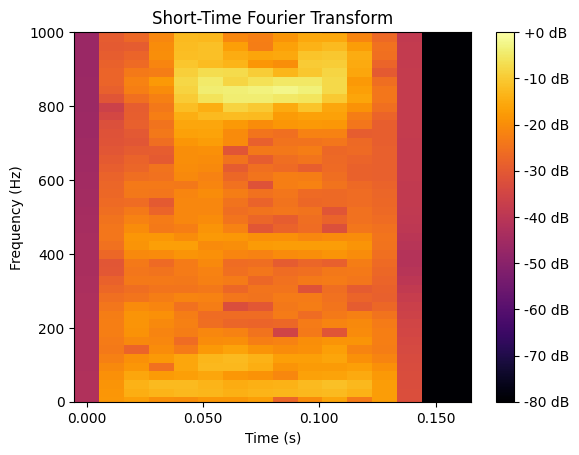 Short-Time Fourier Transform
1000
800
600
400
200
0
Frequency (Hz)
0.000
0.050
0.100
0.150
Time (s)
+0 dB
-10 dB
-20 dB
-30 dB
-40 dB
-50 dB
-60 dB
-70 dB
-80 dB